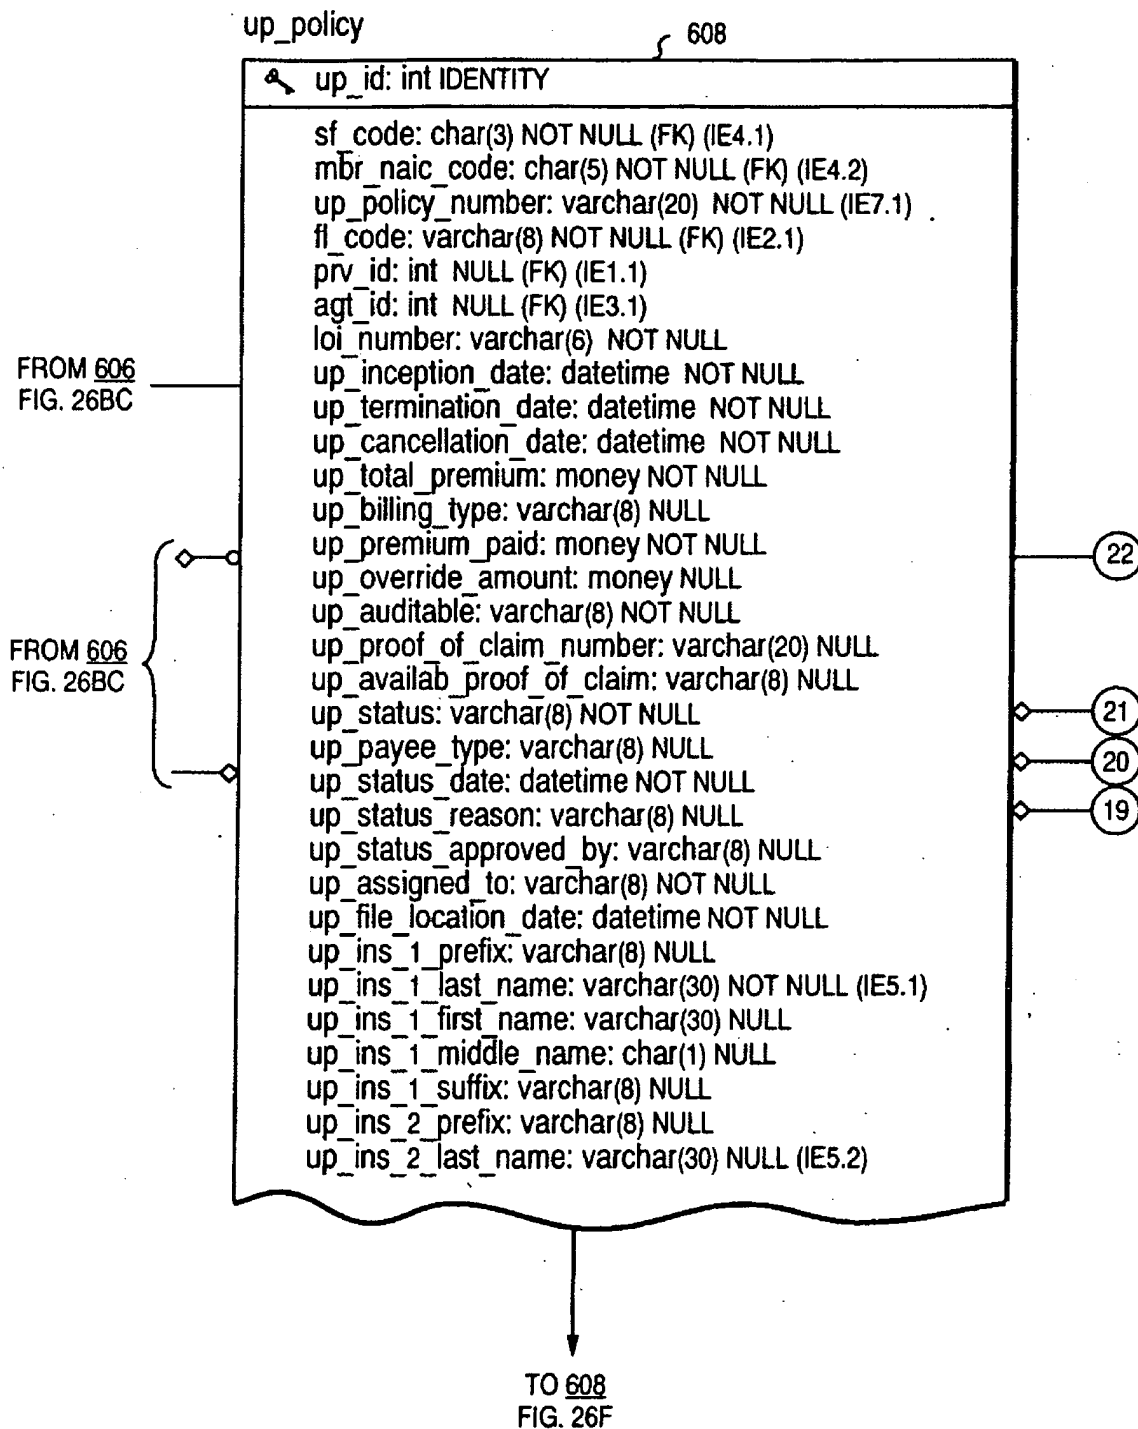 up_policy
608
up_id: int IDENTITY
sf_code: char(3) NOT NULL (FK) (IE4.1)
mbr_naic_code: char(5) NOT NULL (FK) (IE4.2)
up_policy_number: varchar(20) NOT NULL (IE7.1)
fl_code: varchar(8) NOT NULL (FK) (IE2.1)
prv_id: int NULL (FK) (IE1.1)
agt_id: int NULL (FK) (IE3.1)
loi_number: varchar(6) NOT NULL
up_inception_date: datetime NOT NULL
up_termination_date: datetime NOT NULL
up_cancellation_date: datetime NOT NULL
up_total_premium: money NOT NULL
up_billing_type: varchar(8) NULL
up_premium_paid: money NOT NULL
up_override_amount: money NULL
up_auditable: varchar(8) NOT NULL
up_proof_of_claim_number: varchar(20) NULL
up_availab_proof_of_claim: varchar(8) NULL
up_status: varchar(8) NOT NULL
up_payee_type: varchar(8) NULL
up_status_date: datetime NOT NULL
up_status_reason: varchar(8) NULL
up_status_approved_by: varchar(8) NULL
up_assigned_to: varchar(8) NOT NULL
up_file_location_date: datetime NOT NULL
up_ins_1_prefix: varchar(8) NULL
up_ins_1_last_name: varchar(30) NOT NULL (IE5.1)
up_ins_1_first_name: varchar(30) NULL
up_ins_1_middle_name: char(1) NULL
up_ins_1_suffix: varchar(8) NULL
up_ins_2_prefix: varchar(8) NULL
up_ins_2_last_name: varchar(30) NULL (IE5.2)
FROM 606
FIG. 26BC
FROM 606
FIG. 26BC
22
21
20
19
TO 608
FIG. 26F